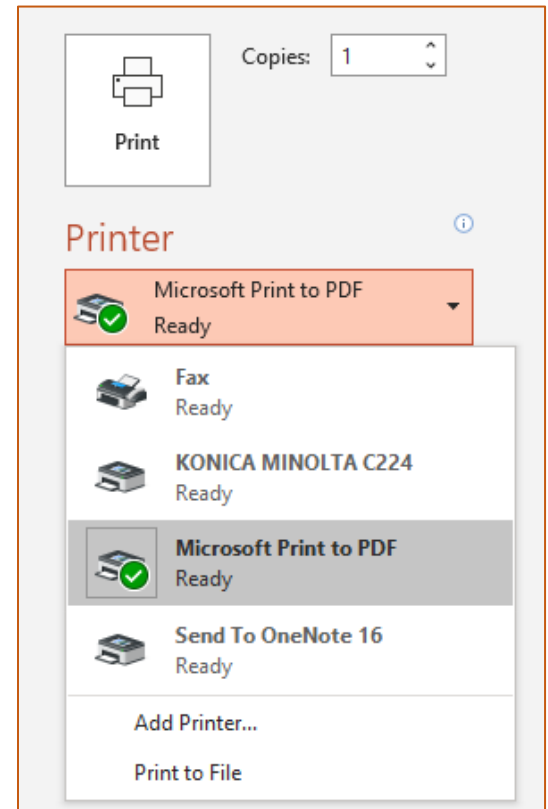 Copies: 1
Print
Printer
Microsoft Print to PDF
Ready
Fax
Ready
KONICA MINOLTA C224
Ready
Microsoft Print to PDF
Ready
Send To OneNote 16
Ready
Add Printer...
Print to File